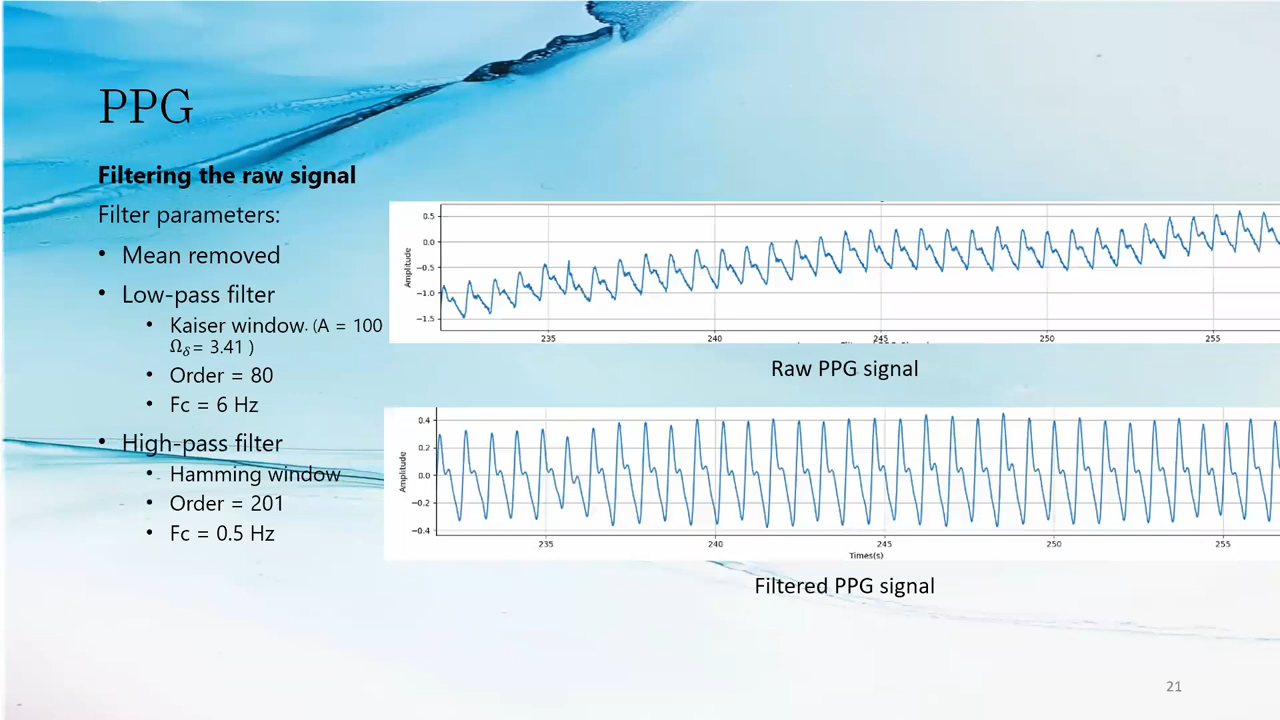 PPG
Filtering the raw signal
Filter parameters:
• Mean removed
• Low-pass filter
• Kaiser window. (A = 100
Ωδ= 3.41 )
• Order = 80
• Fc = 6 Hz
• High-pass filter
• Hamming window
• Order = 201
• Fc = 0.5 Hz
Amplitude
0.5
0.0
−0.5
−1.0
−1.5
235 240 245 250 255
Raw PPG signal
Amplitude
0.4
0.2
0.0
−0.2
−0.4
235 240 245 250 255
Times(s)
Filtered PPG signal
21